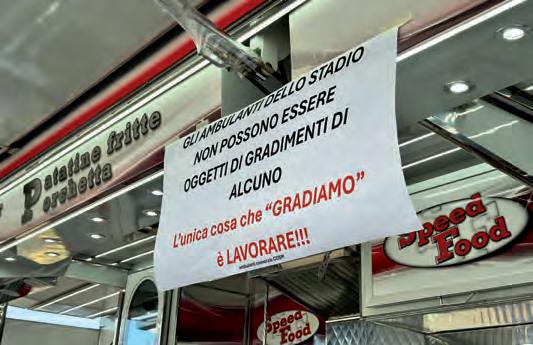 Patatine fritte
Porchetta
GLI AMBULANTI DELLO STADIO
NON POSSONO ESSERE
OGGETTI DI GRADIMENTI DI
ALCUNO
L'unica cosa che "GRADIAMO"
è LAVORARE!!!
Speed
Food
Speed
Food